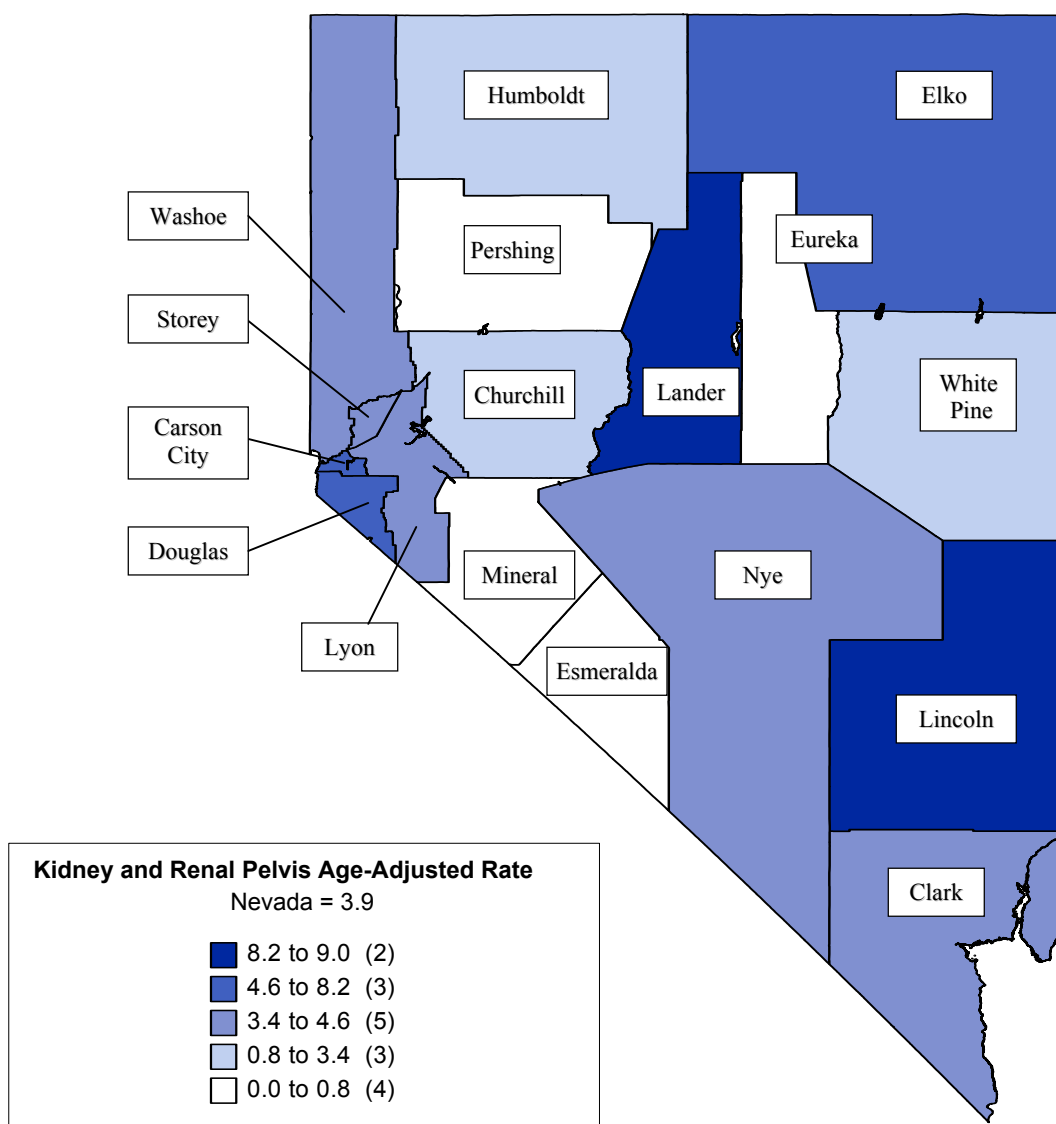 Humboldt
Elko
Washoe
Pershing
Eureka
Storey
Churchill
Lander
White
Pine
Carson
City
Douglas
Mineral
Nye
Lyon
Esmeralda
Lincoln
Clark
Kidney and Renal Pelvis Age-Adjusted Rate
Nevada = 3.9
8.2 to 9.0 (2)
4.6 to 8.2 (3)
3.4 to 4.6 (5)
0.8 to 3.4 (3)
0.0 to 0.8 (4)